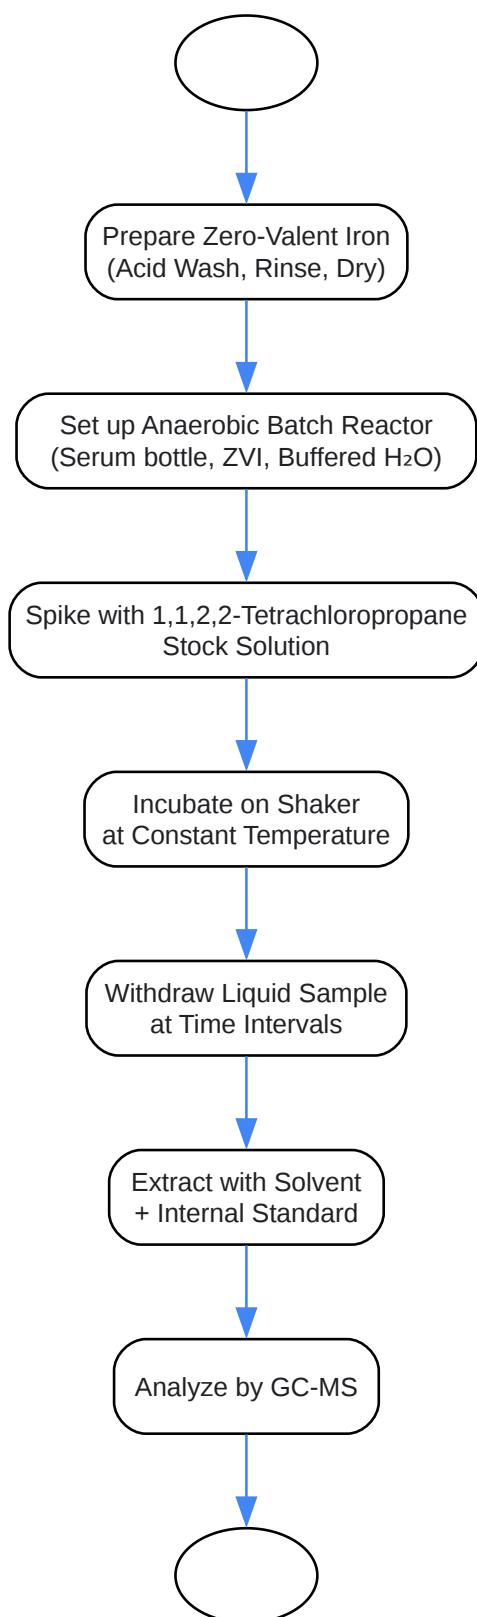 Prepare Zero-Valent Iron
(Acid Wash, Rinse, Dry)
Set up Anaerobic Batch Reactor
(Serum bottle, ZVI, Buffered H₂O)
Spike with 1,1,2,2-Tetrachloropropane
Stock Solution
Incubate on Shaker
at Constant Temperature
Withdraw Liquid Sample
at Time Intervals
Extract with Solvent
+ Internal Standard
Analyze by GC-MS